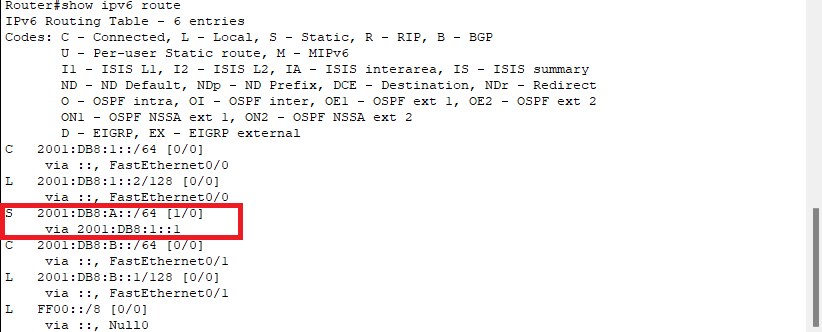 Router#show ipv6 route
IPv6 Routing Table - 6 entries
Codes: C - Connected, L - Local, S - Static, R - RIP, B - BGP
U - Per-user Static route, M - MIPv6
I1 - ISIS L1, I2 - ISIS L2, IA - ISIS interarea, IS - ISIS summary
ND - ND Default, NDp - ND Prefix, DCE - Destination, NDr - Redirect
O - OSPF intra, OI - OSPF inter, OE1 - OSPF ext 1, OE2 - OSPF ext 2
ON1 - OSPF NSSA ext 1, ON2 - OSPF NSSA ext 2
D - EIGRP, EX - EIGRP external
C 2001:DB8:1::/64 [0/0]
via ::, FastEthernet0/0
L 2001:DB8:1::2/128 [0/0]
via ::, FastEthernet0/0
S 2001:DB8:A::/64 [1/0]
via 2001:DB8:1::1
C 2001:DB8:B::/64 [0/0]
via ::, FastEthernet0/1
L 2001:DB8:B::1/128 [0/0]
via ::, FastEthernet0/1
L FF00::/8 [0/0]
via ::, Null0